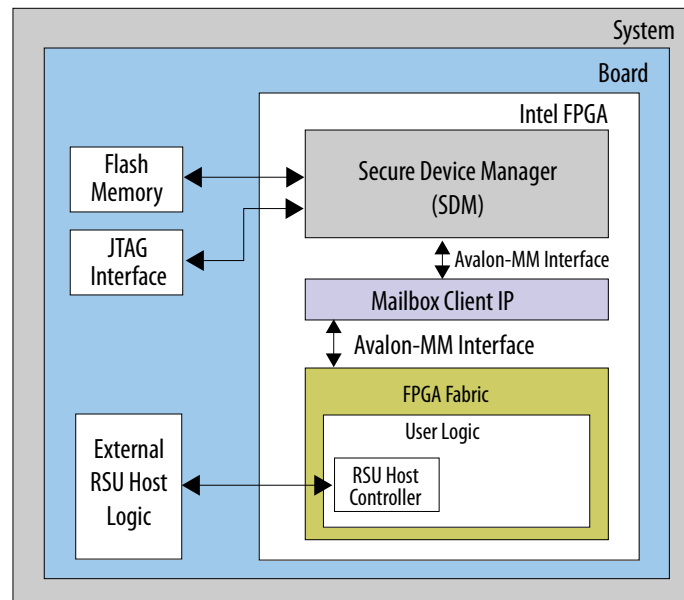 System
Board
Intel FPGA
Flash
Memory
Secure Device Manager
(SDM)
JTAG
Interface
Avalon-MM Interface
Mailbox Client IP
Avalon-MM Interface
FPGA Fabric
User Logic
External
RSU Host
Logic
RSU Host
Controller